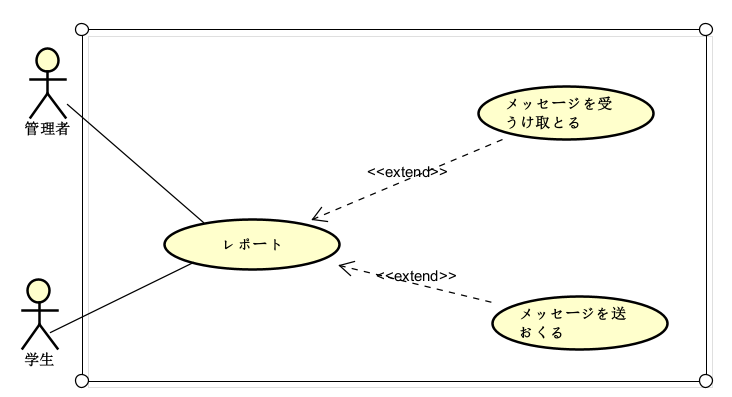 メッセージを受
うけ取とる
管理者
<<extend>>
レポート
<<extend>>
メッセージを送
おくる
学生